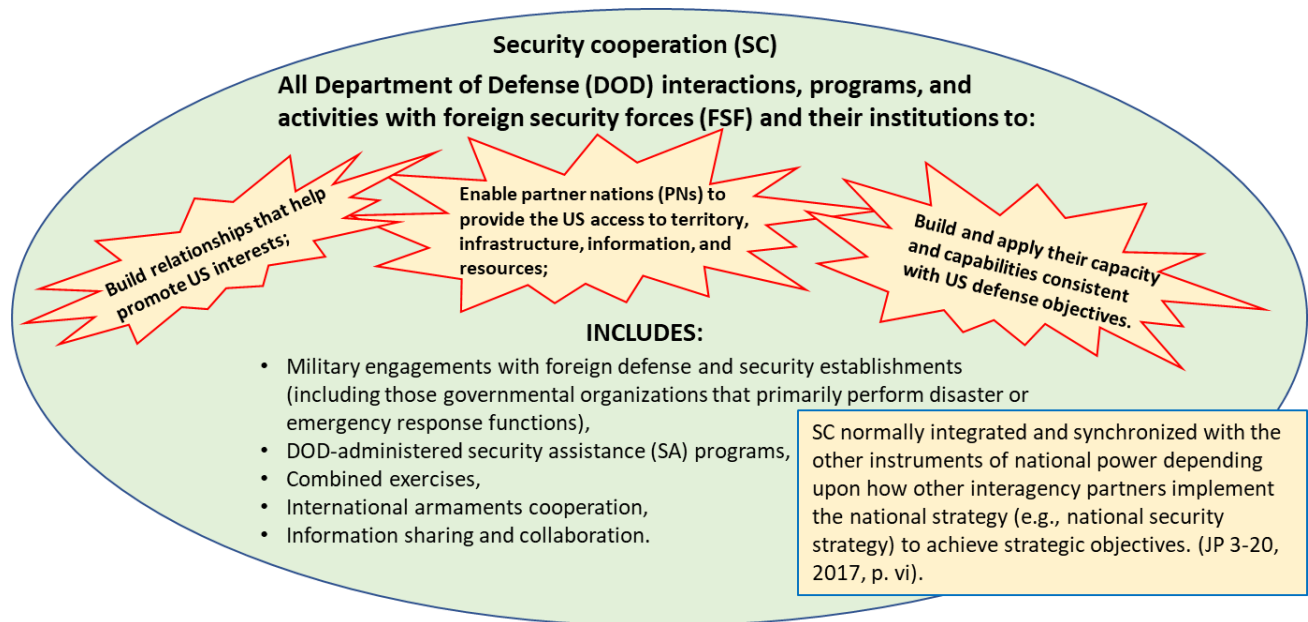 Security cooperation (SC)
All Department of Defense (DOD) interactions, programs, and
activities with foreign security forces (FSF) and their institutions to:
Build relationships that help
promote US interests;
Enable partner nations (PNs) to
provide the US access to territory,
infrastructure, information, and
resources;
Build and apply their capacity
and capabilities consistent
with US defense objectives.
INCLUDES:
• Military engagements with foreign defense and security establishments
(including those governmental organizations that primarily perform disaster or
emergency response functions),
• DOD-administered security assistance (SA) programs,
• Combined exercises,
• International armaments cooperation,
• Information sharing and collaboration.
SC normally integrated and synchronized with the
other instruments of national power depending
upon how other interagency partners implement
the national strategy (e.g., national security
strategy) to achieve strategic objectives. (JP 3-20,
2017, p. vi).